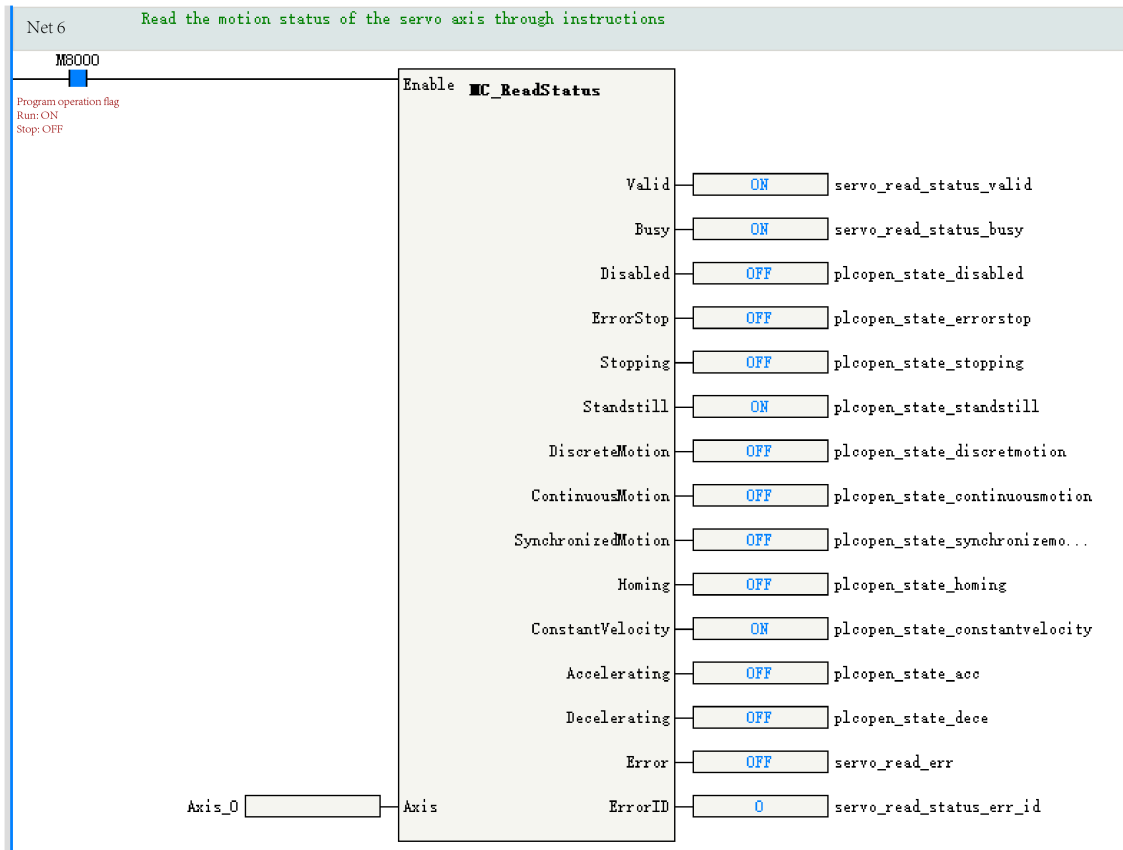 Net 6
Read the motion status of the servo axis through instructions
M8000
Program operation flag
Run: ON
Stop: OFF
Enable MC_ReadStatus
Valid ON servo_read_status_valid
Busy ON servo_read_status_busy
Disabled OFF plcopen_state_disabled
ErrorStop OFF plcopen_state_errorstop
Stopping OFF plcopen_state_stopping
Standstill ON plcopen_state_standstill
DiscreteMotion OFF plcopen_state_discretmotion
ContinuousMotion OFF plcopen_state_continuousmotion
SynchronizedMotion OFF plcopen_state_synchronizemo...
Homing OFF plcopen_state_homing
ConstantVelocity ON plcopen_state_constantvelocity
Accelerating OFF plcopen_state_acc
Decelerating OFF plcopen_state_dece
Error OFF servo_read_err
Axis_0 Axis ErrorID 0 servo_read_status_err_id